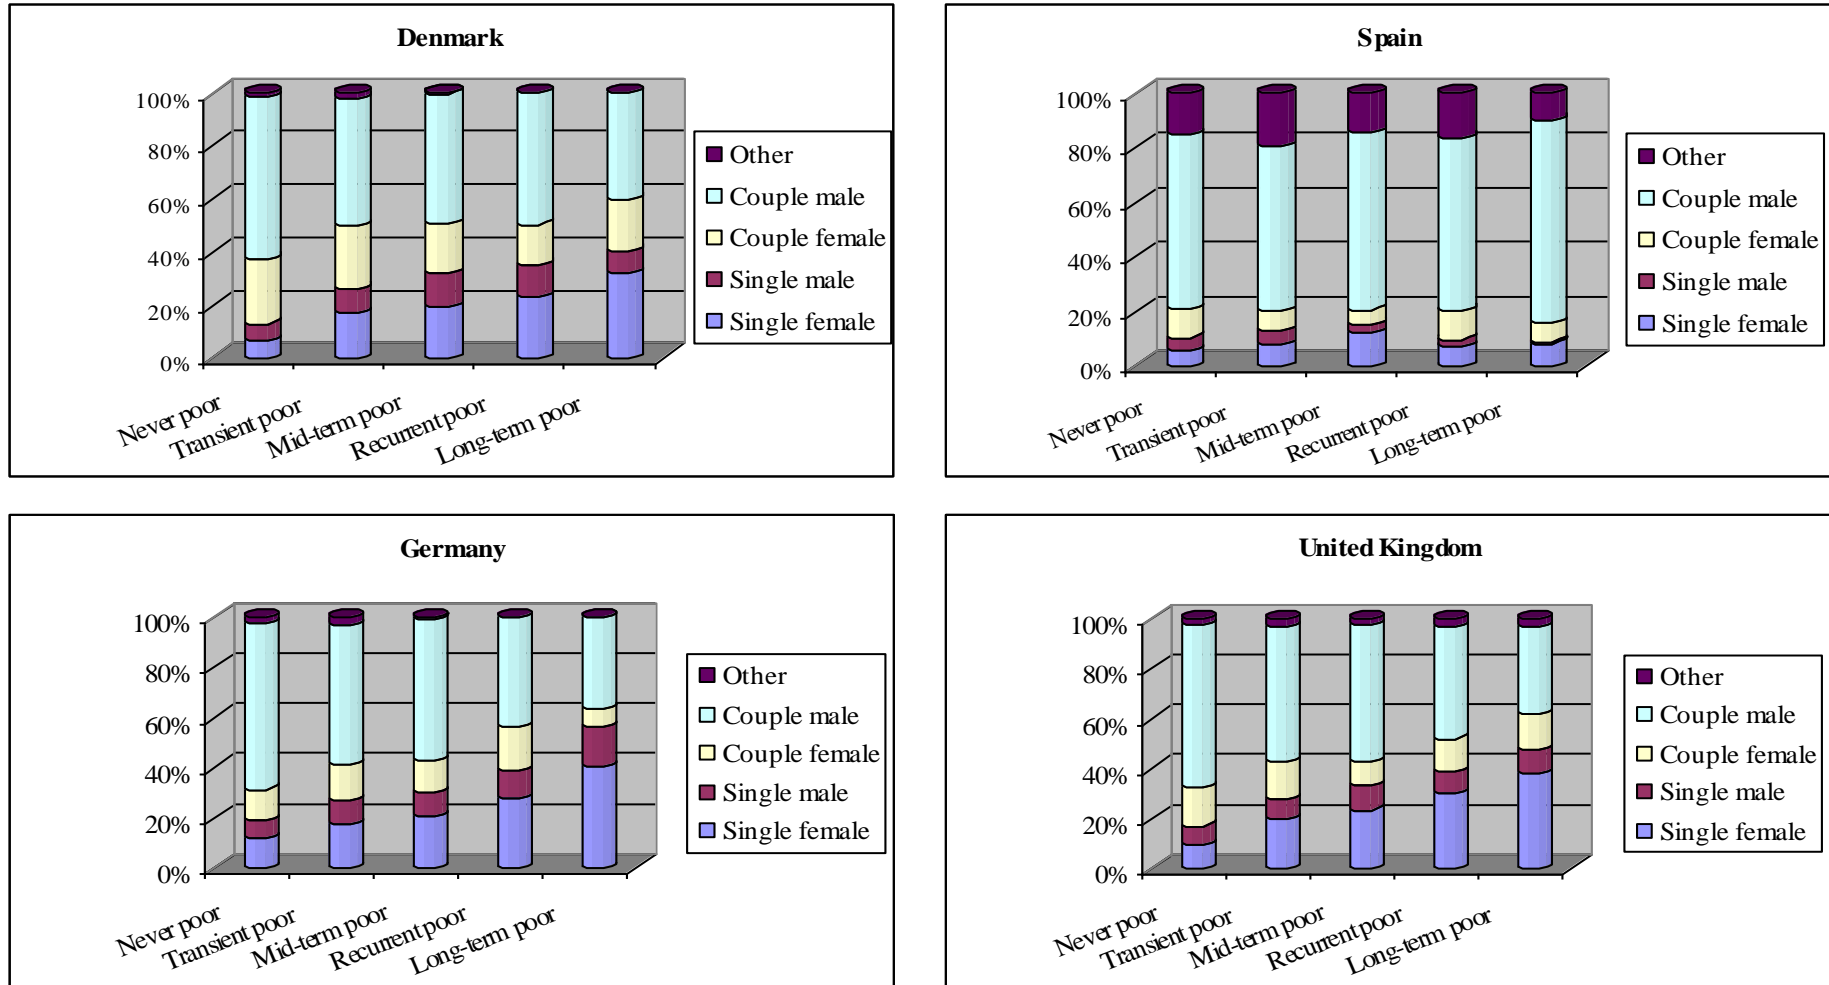 Denmark
100%
80%
60%
40%
20%
0%
Never poor
Transient poor
Mid-term poor
Recurrent poor
Long-term poor
Other
Couple male
Couple female
Single male
Single female
Spain
100%
80%
60%
40%
20%
0%
Never poor
Transient poor
Mid-term poor
Recurrent poor
Long-term poor
Other
Couple male
Couple female
Single male
Single female
Germany
100%
80%
60%
40%
20%
0%
Never poor
Transient poor
Mid-term poor
Recurrent poor
Long-term poor
Other
Couple male
Couple female
Single male
Single female
United Kingdom
100%
80%
60%
40%
20%
0%
Never poor
Transient poor
Mid-term poor
Recurrent poor
Long-term poor
Other
Couple male
Couple female
Single male
Single female